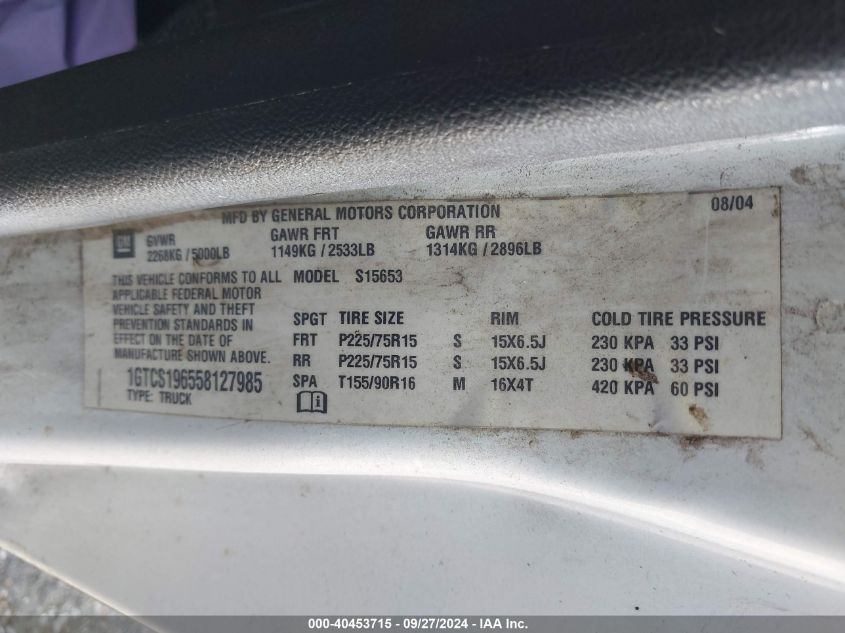 MFD BY GENERAL MOTORS CORPORATION 08/04
GM GVWR GAWR FRT GAWR RR
2268KG / 5000LB 1149KG / 2533LB 1314KG / 2896LB
THIS VEHICLE CONFORMS TO ALL MODEL S15653
APPLICABLE FEDERAL MOTOR
VEHICLE SAFETY AND THEFT
PREVENTION STANDARDS IN
EFFECT ON THE DATE OF
MANUFACTURE SHOWN ABOVE.
SPGT TIRE SIZE RIM COLD TIRE PRESSURE
FRT P225/75R15 S 15X6.5J 230 KPA 33 PSI
RR P225/75R15 S 15X6.5J 230 KPA 33 PSI
SPA T155/90R16 M 16X4T 420 KPA 60 PSI
1GTCS196558127985
TYPE: TRUCK
000-40453715 - 09/27/2024 - IAA Inc.